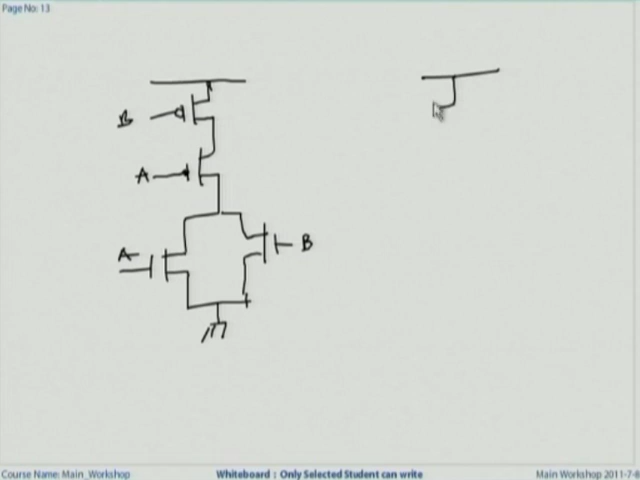 Page No: 13
B
A
A
B
Course Name: Main_Workshop
Whiteboard : Only Selected Student can write
Main Workshop 2011-7-8